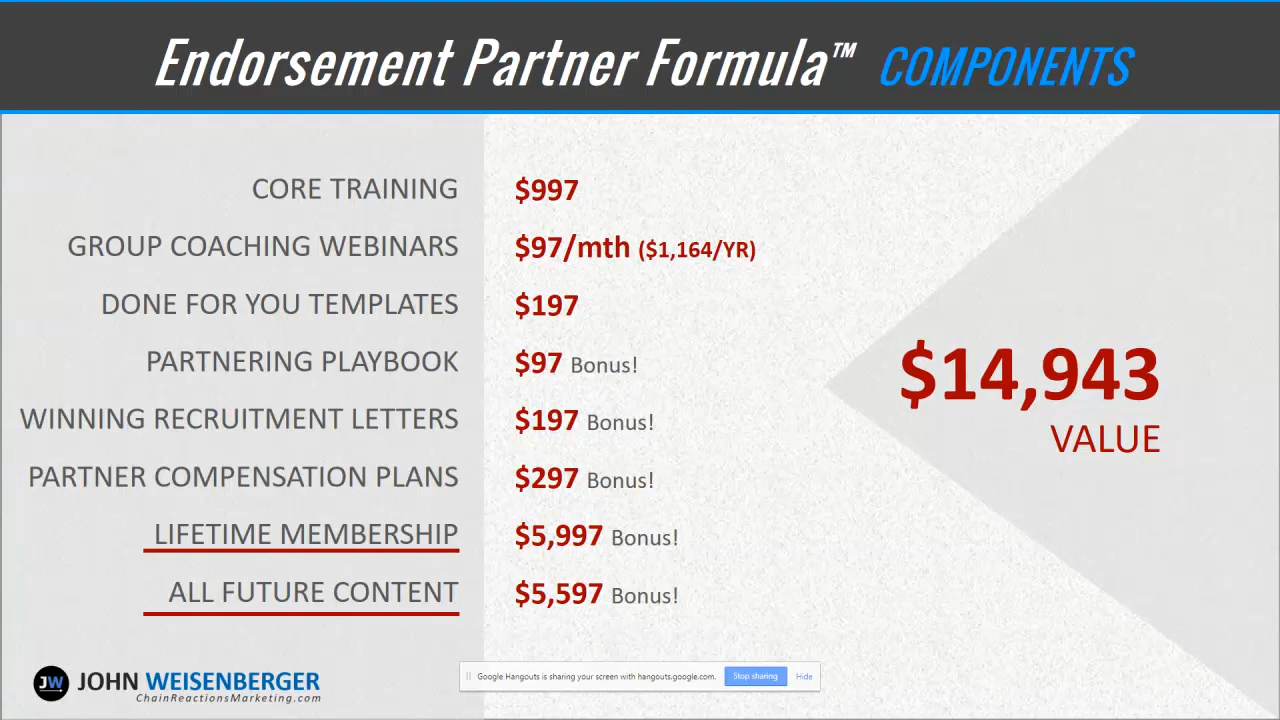 Endorsement Partner Formula™ COMPONENTS
CORE TRAINING $997
GROUP COACHING WEBINARS $97/mth ($1,164/YR)
DONE FOR YOU TEMPLATES $197
PARTNERING PLAYBOOK $97 Bonus!
WINNING RECRUITMENT LETTERS $197 Bonus!
PARTNER COMPENSATION PLANS $297 Bonus!
LIFETIME MEMBERSHIP $5,997 Bonus!
ALL FUTURE CONTENT $5,597 Bonus!
$14,943
VALUE
JW JOHN WEISENBERGER
ChainReactionsMarketing.com
Google Hangouts is sharing your screen with hangouts.google.com. Stop sharing Hide